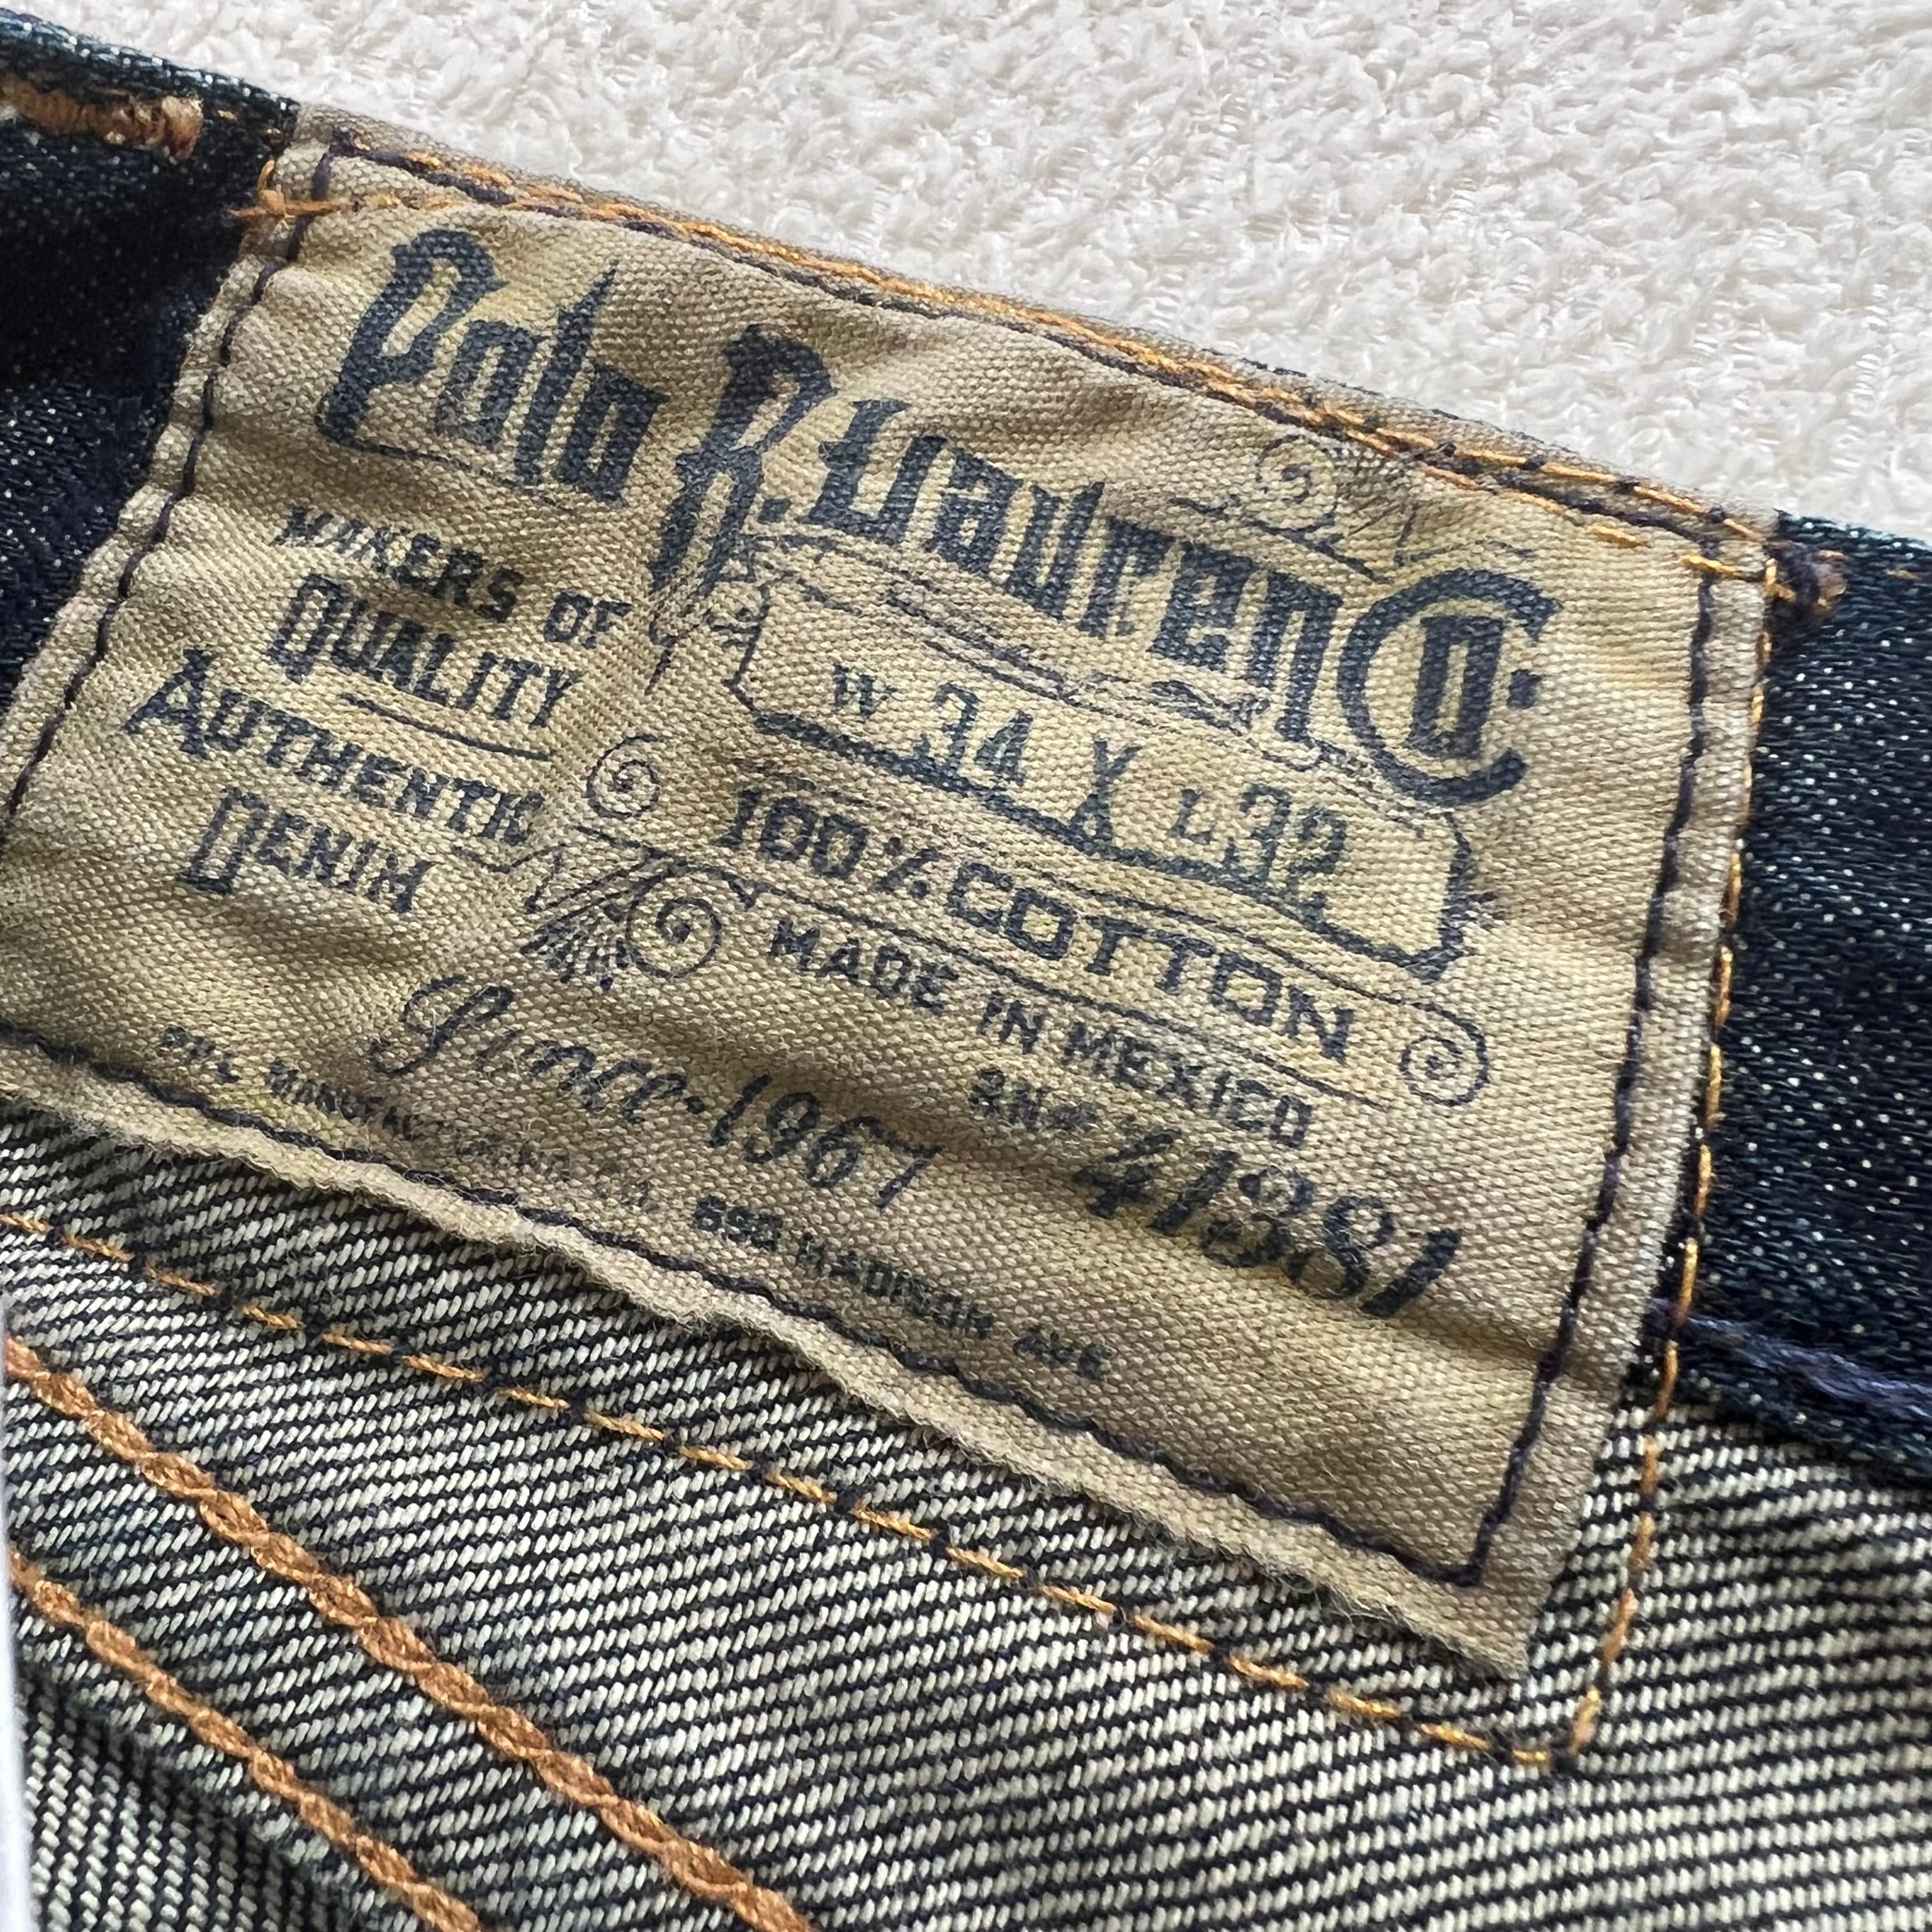 Polo R. Lauren Co.
MAKERS OF
QUALITY
AUTHENTIC
DENIM
W 34 X L 32
100% COTTON
MADE IN MEXICO
RN# 41381
Since 1967
650 MADISON AVE